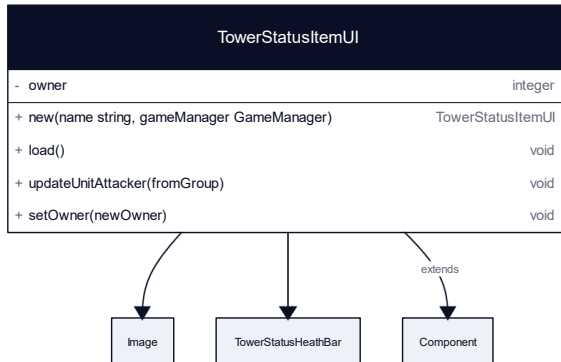 TowerStatusItemUI
- owner integer
+ new(name string, gameManager GameManager) TowerStatusItemUI
+ load() void
+ updateUnitAttacker(fromGroup) void
+ setOwner(newOwner) void
extends
Image TowerStatusHeathBar Component